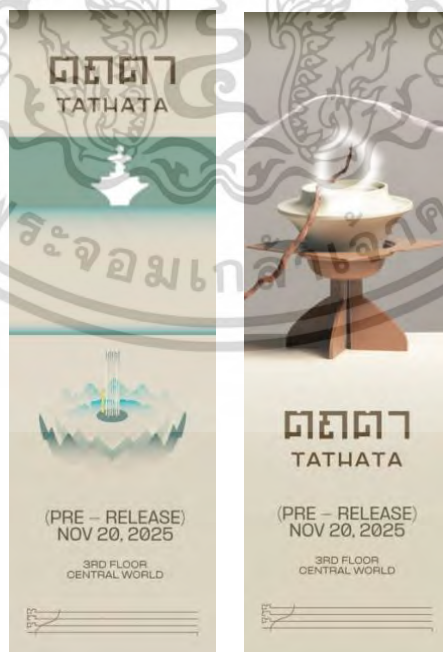 ตถตา
TATHATA
(PRE – RELEASE)
NOV 20, 2025
3RD FLOOR
CENTRAL WORLD
ตถตา
TATHATA
(PRE – RELEASE)
NOV 20, 2025
3RD FLOOR
CENTRAL WORLD